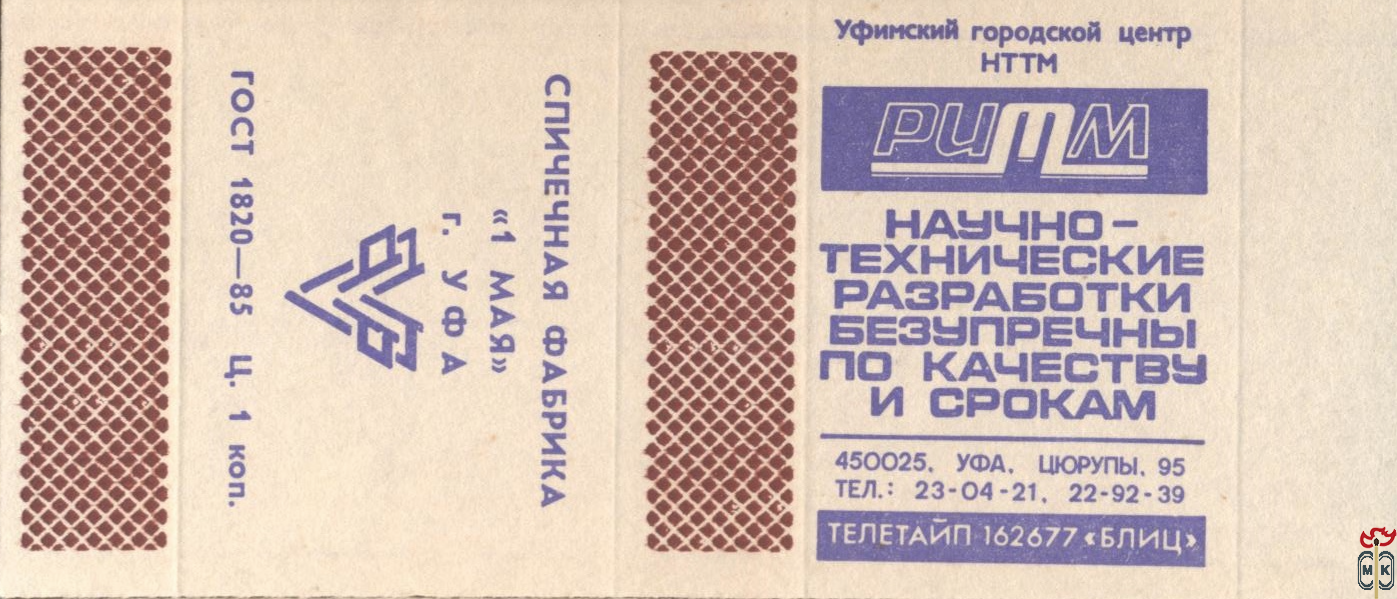 ГОСТ 1820—85 Ц. 1 коп.
СПИЧЕЧНАЯ ФАБРИКА
«1 МАЯ»
г. УФА
Уфимский городской центр
НТТМ
РИТМ
НАУЧНО-
ТЕХНИЧЕСКИЕ
РАЗРАБОТКИ
БЕЗУПРЕЧНЫ
ПО КАЧЕСТВУ
И СРОКАМ
450025, УФА, ЦЮРУПЫ, 95
ТЕЛ.: 23-04-21, 22-92-39
ТЕЛЕТАЙП 162677 «БЛИЦ»
МК